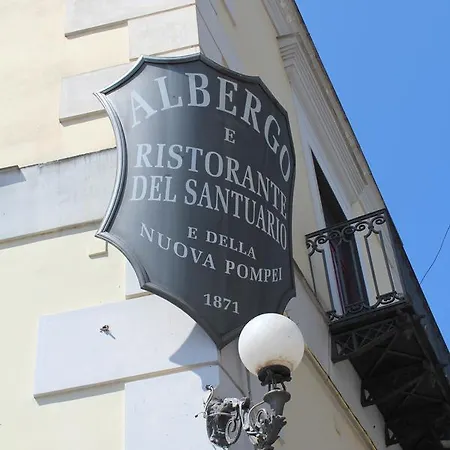 ALBERGO
E
RISTORANTE
DEL SANTUARIO
E DELLA
NUOVA POMPEI
1871